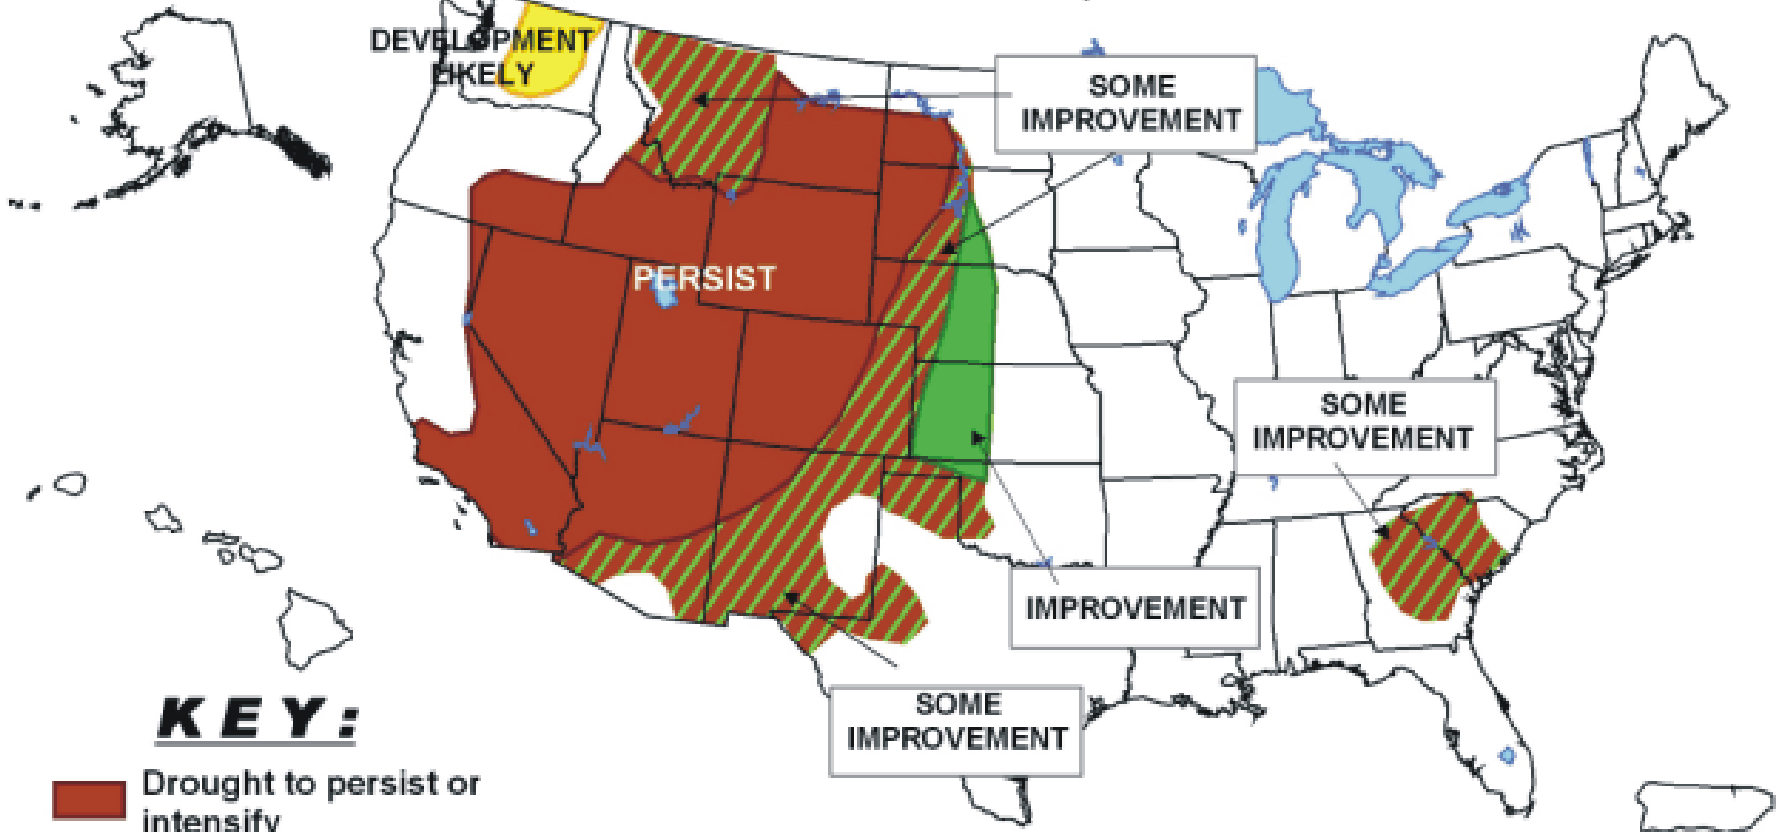 DEVELOPMENT
LIKELY
SOME
IMPROVEMENT
PERSIST
SOME
IMPROVEMENT
IMPROVEMENT
SOME
IMPROVEMENT
KEY:
Drought to persist or
intensify